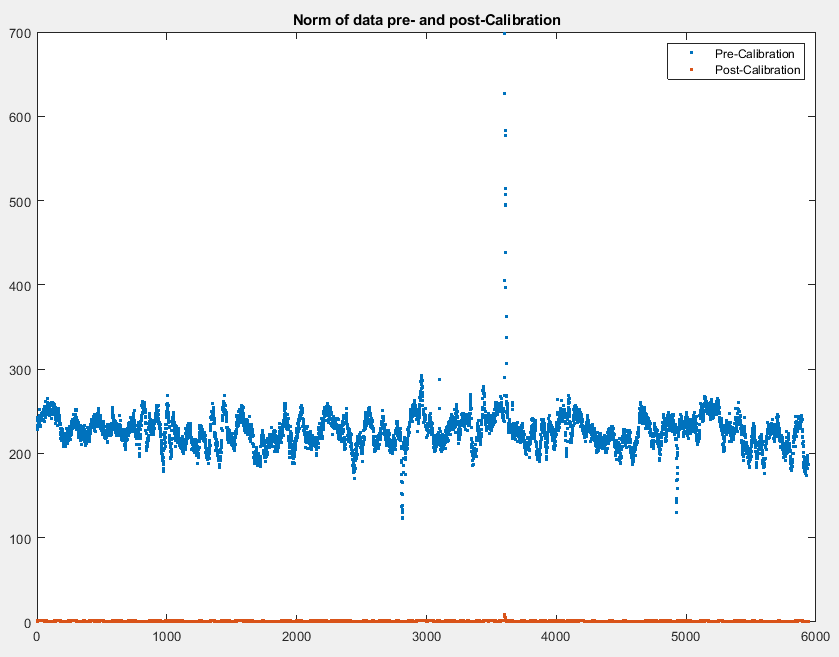 Norm of data pre- and post-Calibration
700
Pre-Calibration
Post-Calibration
600
500
400
300
200
100
0
0 1000 2000 3000 4000 5000 6000